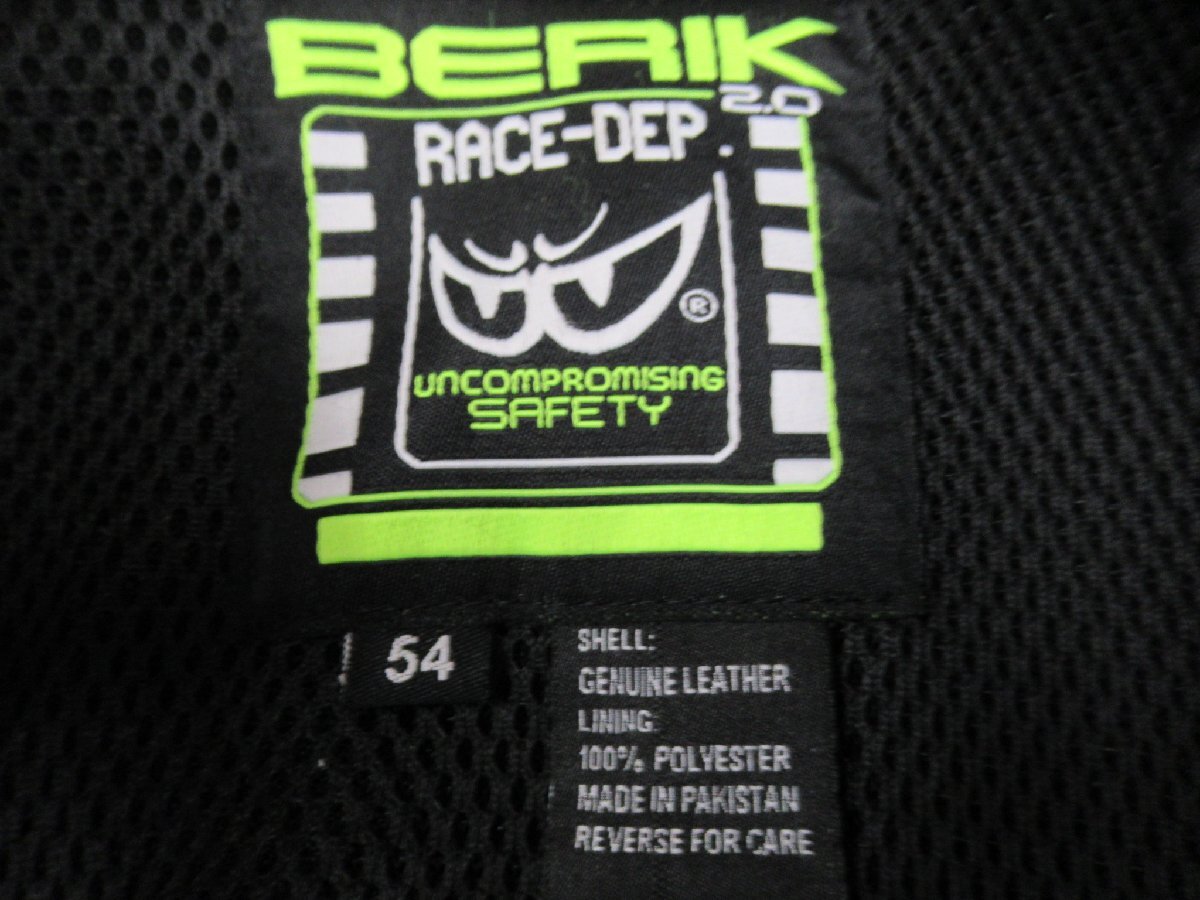 BERIK
2.0
RACE-DEP.
®
UNCOMPROMISING
SAFETY
54
SHELL:
GENUINE LEATHER
LINING:
100% POLYESTER
MADE IN PAKISTAN
REVERSE FOR CARE